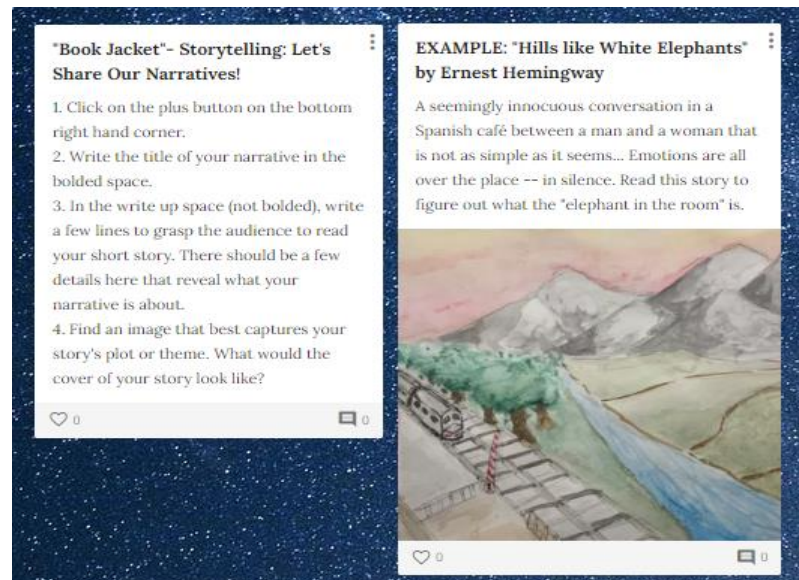 "Book Jacket"- Storytelling: Let's
Share Our Narratives!
1. Click on the plus button on the bottom
right hand corner.
2. Write the title of your narrative in the
bolded space.
3. In the write up space (not bolded), write
a few lines to grasp the audience to read
your short story. There should be a few
details here that reveal what your
narrative is about.
4. Find an image that best captures your
story's plot or theme. What would the
cover of your story look like?
0
0
EXAMPLE: "Hills like White Elephants"
by Ernest Hemingway
A seemingly innocuous conversation in a
Spanish café between a man and a woman that
is not as simple as it seems... Emotions are all
over the place -- in silence. Read this story to
figure out what the "elephant in the room" is.
0
0